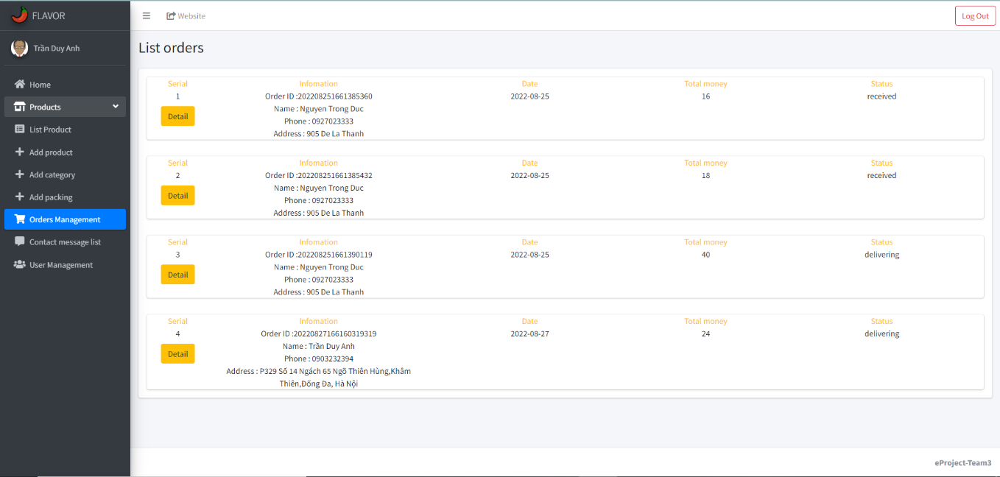 FLAVOR
Website
Log Out
Trần Duy Anh
Home
Products
List Product
Add product
Add category
Add packing
Orders Management
Contact message list
User Management
List orders
Serial Infomation Date Total money Status
1 Order ID :202208251661385360 2022-08-25 16 received
Name : Nguyen Trong Duc
Detail
Phone : 0927023333
Address : 905 De La Thanh
Serial Infomation Date Total money Status
2 Order ID :202208251661385432 2022-08-25 18 received
Name : Nguyen Trong Duc
Detail
Phone : 0927023333
Address : 905 De La Thanh
Serial Infomation Date Total money Status
3 Order ID :202208251661390119 2022-08-25 40 delivering
Name : Nguyen Trong Duc
Detail
Phone : 0927023333
Address : 905 De La Thanh
Serial Infomation Date Total money Status
4 Order ID :20220827166160319319 2022-08-27 24 delivering
Name : Trần Duy Anh
Detail
Phone : 0903232394
Address : P329 Số 14 Ngách 65 Ngõ Thiên Hùng,Khâm
Thiên,Đống Đa, Hà Nội
eProject-Team3